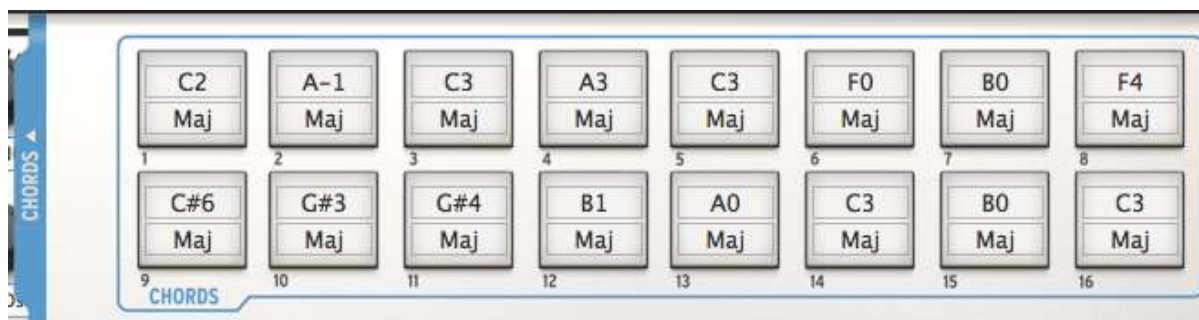 C2 A-1 C3 A3 C3 F0 B0 F4
Maj Maj Maj Maj Maj Maj Maj Maj
1 2 3 4 5 6 7 8
CHORDS
C#6 G#3 G#4 B1 A0 C3 B0 C3
Maj Maj Maj Maj Maj Maj Maj Maj
9 10 11 12 13 14 15 16
CHORDS